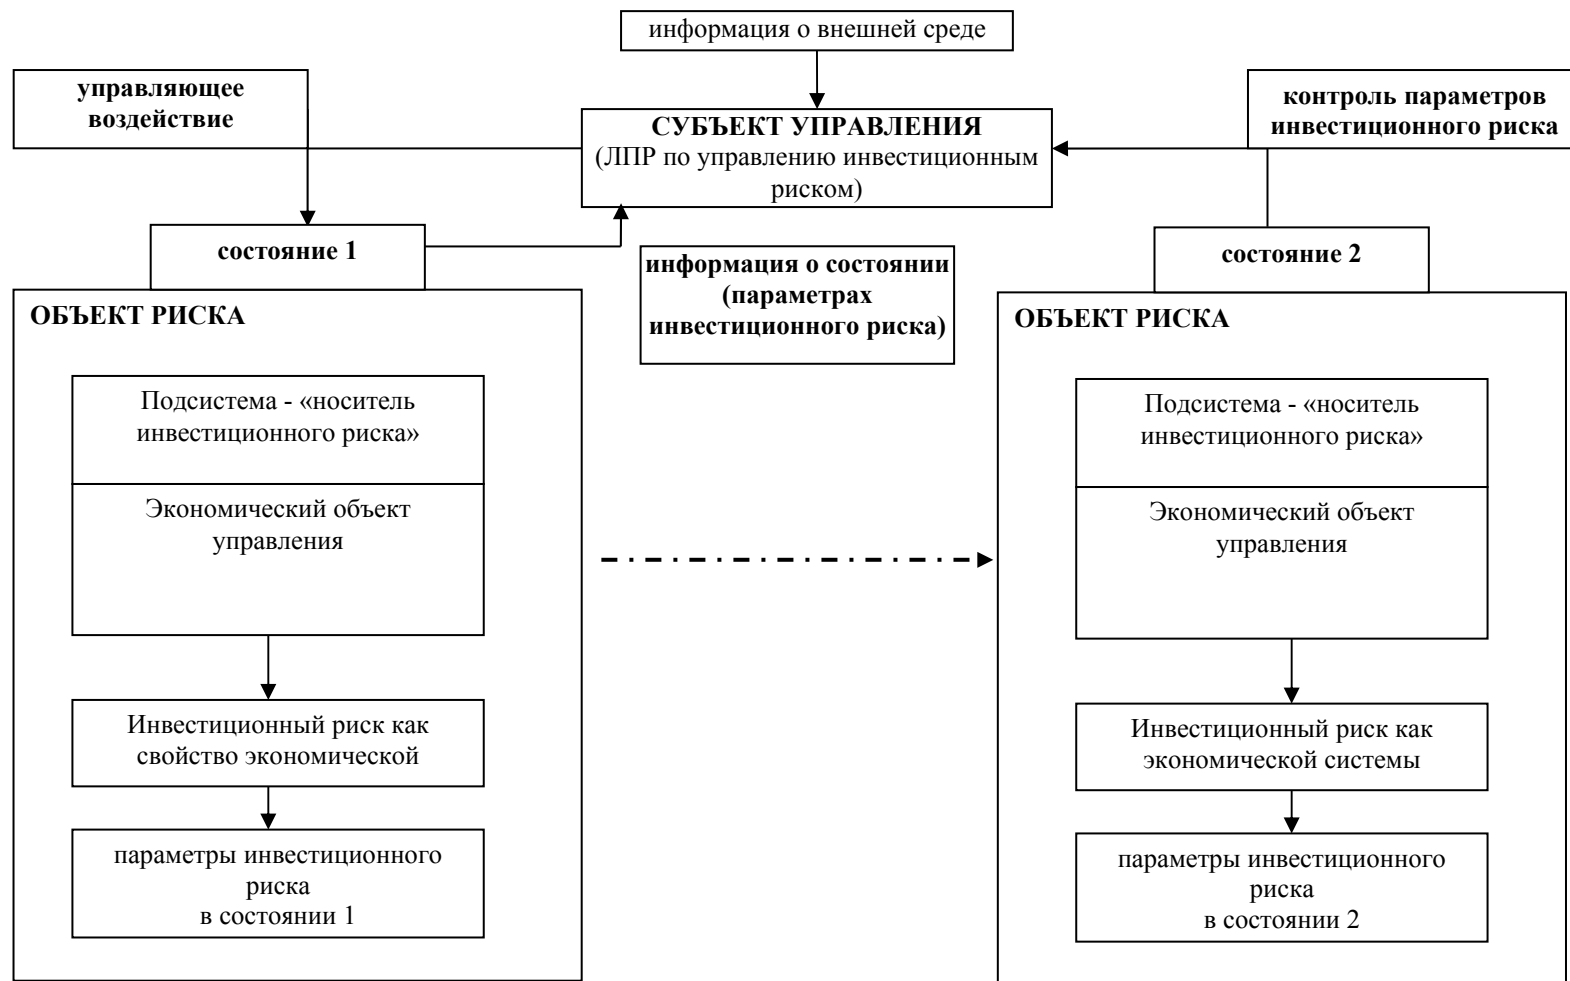 информация о внешней среде
управляющее
воздействие
СУБЪЕКТ УПРАВЛЕНИЯ
(ЛПР по управлению инвестиционным
риском)
контроль параметров
инвестиционного риска
состояние 1
информация о состоянии
(параметрах
инвестиционного риска)
состояние 2
ОБЪЕКТ РИСКА
Подсистема - «носитель
инвестиционного риска»
Экономический объект
управления
Инвестиционный риск как
свойство экономической
параметры инвестиционного
риска
в состоянии 1
ОБЪЕКТ РИСКА
Подсистема - «носитель
инвестиционного риска»
Экономический объект
управления
Инвестиционный риск как
экономической системы
параметры инвестиционного
риска
в состоянии 2